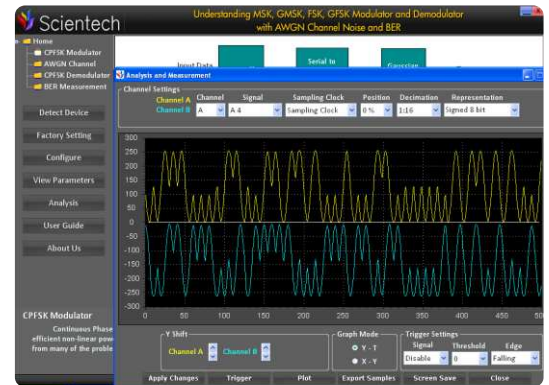 Scientech
Understanding MSK, GMSK, FSK, GFSK Modulator and Demodulator
with AWGN Channel Noise and BER
Home
CPFSK Modulator
AWGN Channel
CPFSK Demodulator
BER Measurement
Input Data
Serial to
Gaussian
Analysis and Measurement
Channel Settings
Channel Signal Sampling Clock Position Decimation Representation
Channel A
Channel B
A A 4 Sampling Clock 0 % 1:16 Signed 8 bit
Detect Device
Factory Setting
Configure
View Parameters
Analysis
User Guide
About Us
300
250
200
150
100
50
0
-50
-100
-150
-200
-250
-300
0 50 100 150 200 250 300 350 400 450 500
CPFSK Modulator
Continuous Phase
efficient non-linear pow
from many of the proble
Y Shift
Channel A Channel B
Graph Mode
Y - T
X - Y
Trigger Settings
Signal Threshold Edge
Disable 0 Falling
Apply Changes Trigger Plot Export Samples Screen Save Close